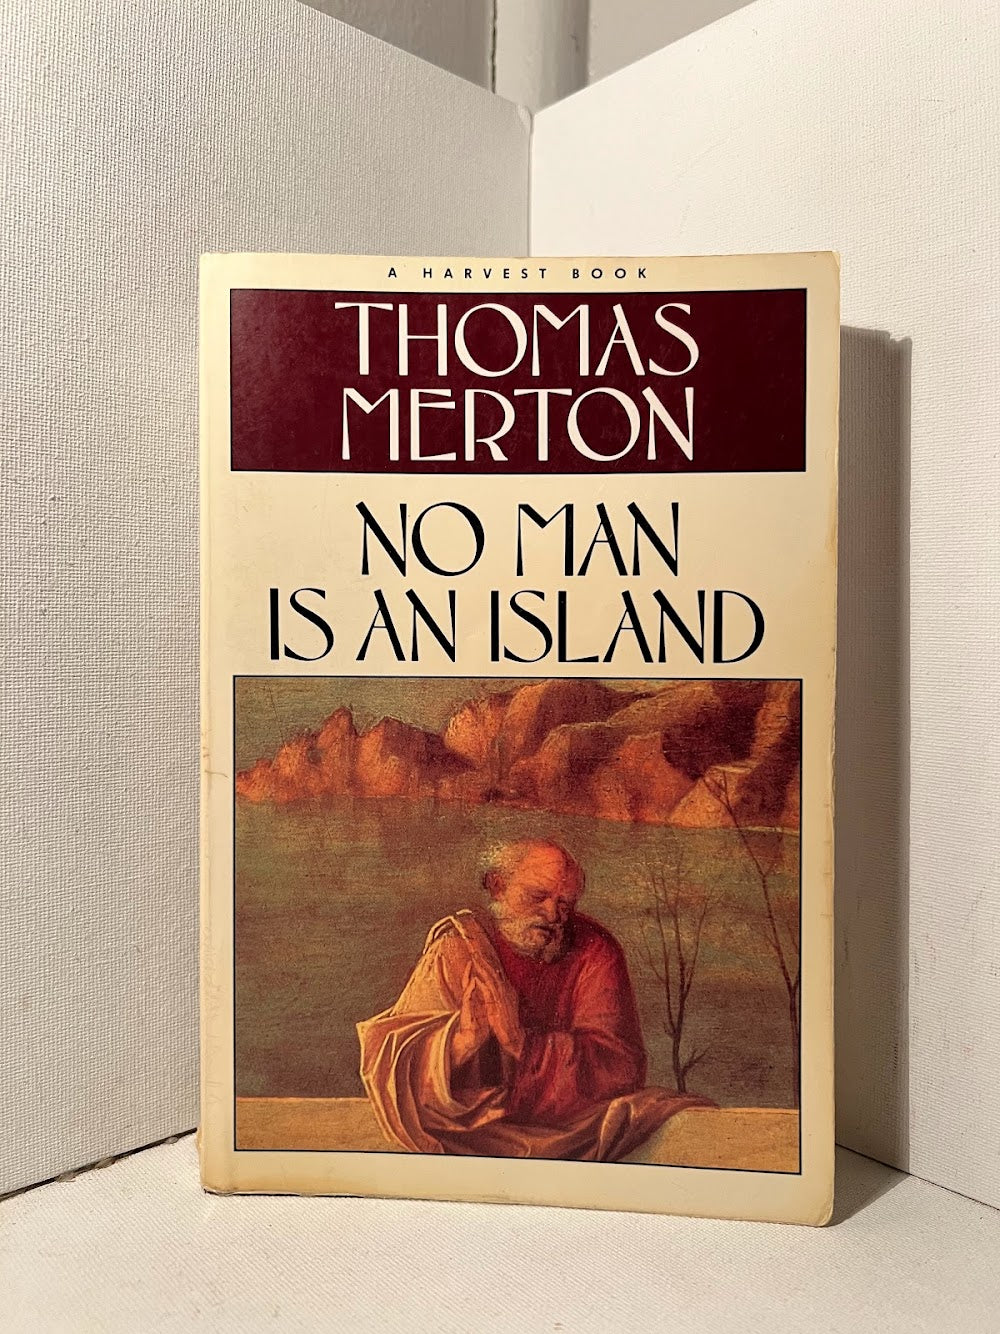 A HARVEST BOOK
THOMAS
MERTON
NO MAN
IS AN ISLAND